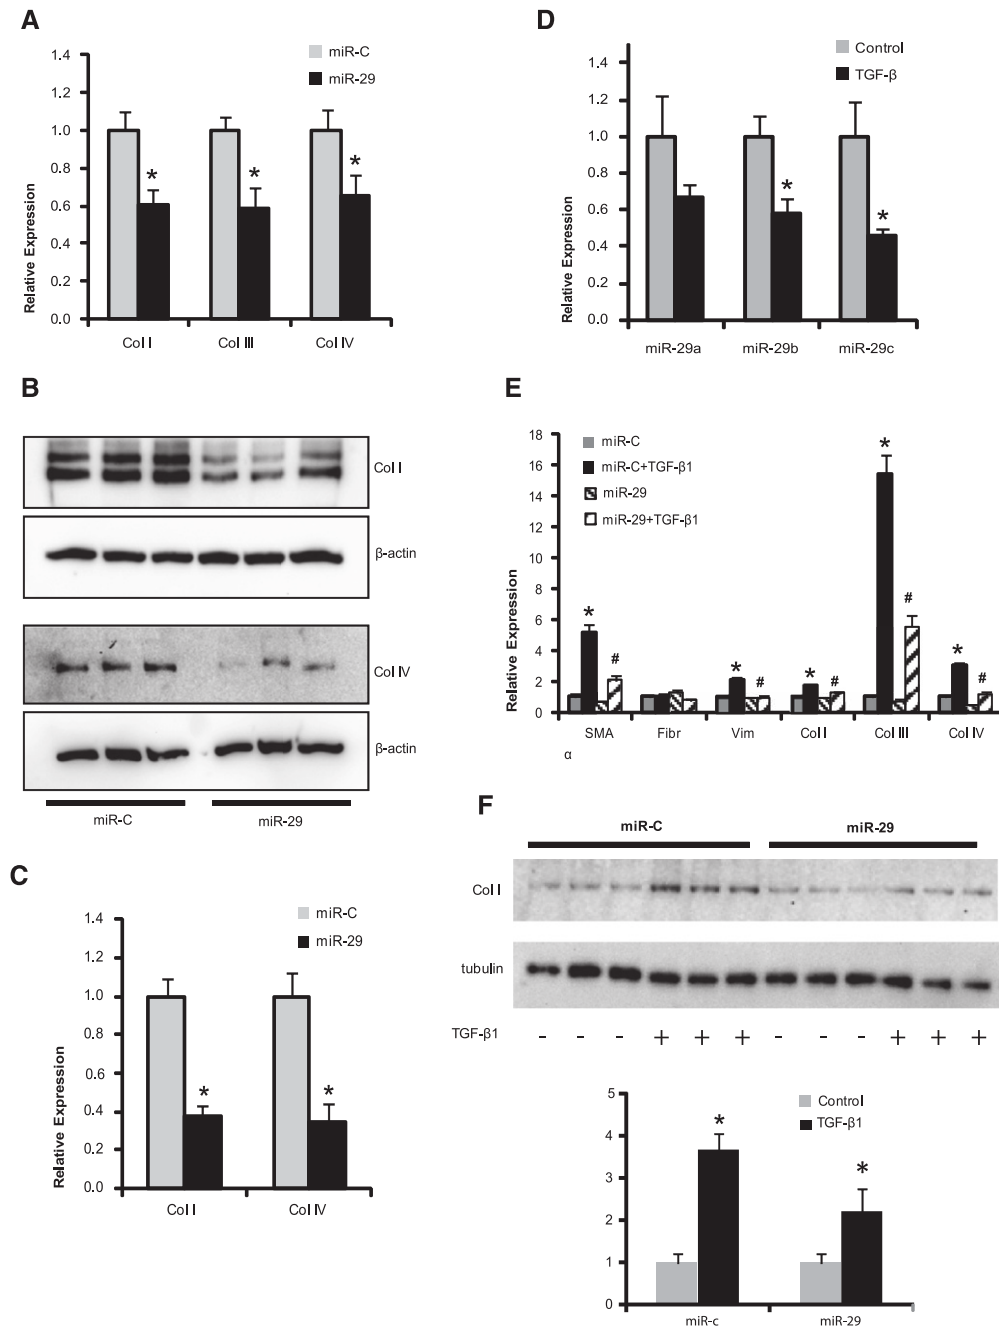 A
miR-C
miR-29
1.4
1.2
1.0
0.8
0.6
0.4
0.2
0.0
Relative Expression
Col I
Col III
Col IV
*
*
*
B
Col I
β-actin
Col IV
β-actin
miR-C
miR-29
C
miR-C
miR-29
1.4
1.2
1.0
0.8
0.6
0.4
0.2
0.0
Relative Expression
*
*
Col I
Col IV
D
Control
TGF-β
1.4
1.2
1.0
0.8
0.6
0.4
0.2
0.0
Relative Expression
*
*
miR-29a
miR-29b
miR-29c
E
miR-C
miR-C+TGF-β1
miR-29
miR-29+TGF-β1
18
16
14
12
10
8
6
4
2
0
Relative Expression
*
#
*
#
*
#
*
#
*
#
SMA
Fibr
Vim
Col I
Col III
Col IV
α
F
miR-C
miR-29
Col I
tubulin
TGF-β1
- - - + + + - - - + + +
Control
TGF-β1
5
4
3
2
1
0
*
*
miR-c
miR-29